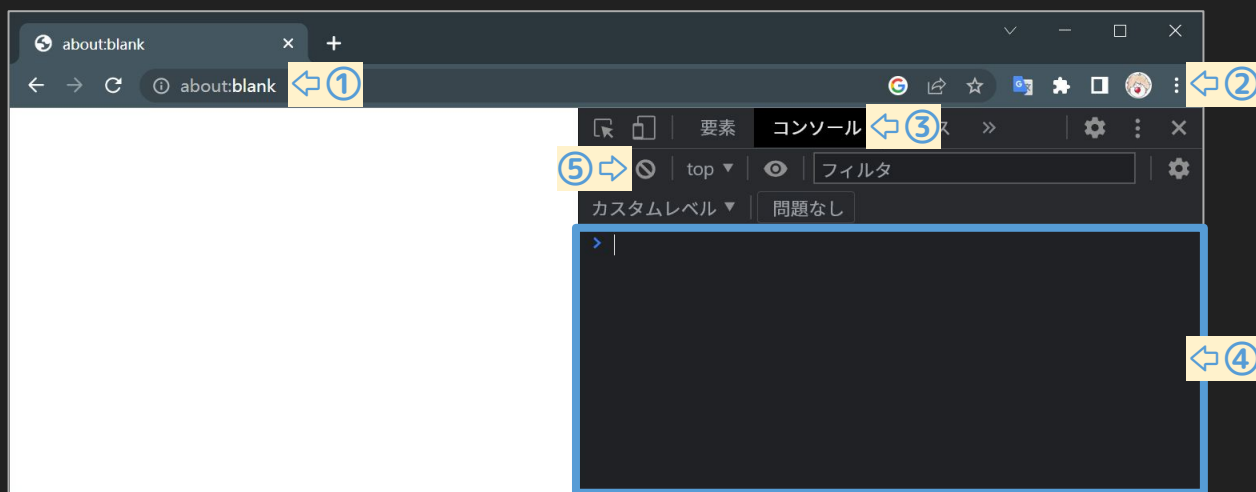 about:blank
about:blank ①
②
要素 コンソール ③ ス »
⑤ top フィルタ
カスタムレベル 問題なし
>
④